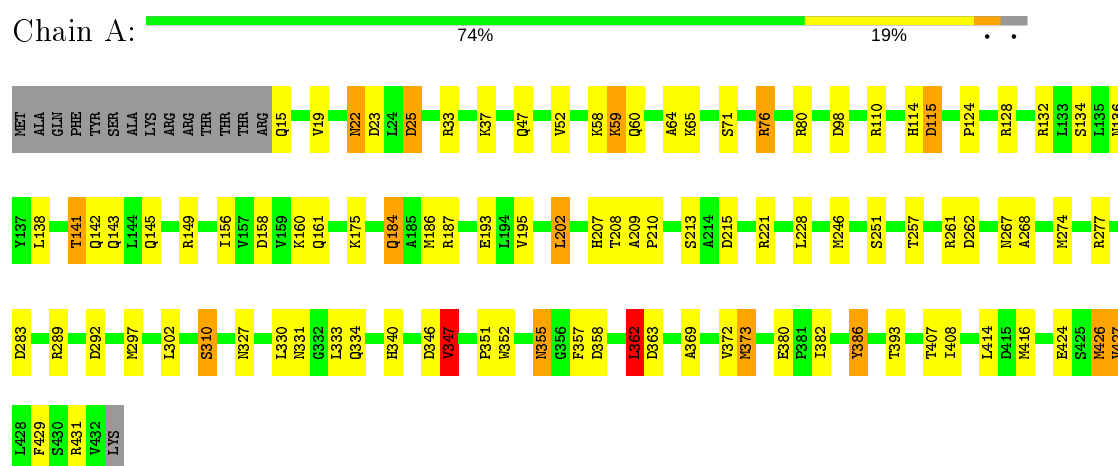 Chain A:
74% 19% • •
MET ALA GLN PHE TYR SER ALA LYS ARG ARG THR THR THR ARG Q15 V19 N22 D23 L24 D25 R33 K37 Q47 V52 K58 K59 Q60 A64 K65 S71 R76 R80 D98 R110 H114 D115 P124 R128 R132 L133 S134 L135 N136
Y137 L138 T141 Q142 Q143 L144 Q145 R149 I156 V157 D158 V159 K160 Q161 K175 Q184 A185 M186 R187 E193 L194 V195 L202 H207 T208 A209 P210 S213 A214 D215 R221 L228 M246 S251 T257 R261 D262 N267 A268 M274 R277
D283 R289 D292 M297 I302 S310 N327 L330 N331 G332 L333 Q334 H340 D346 V347 P351 W352 N355 G356 F357 D358 L362 D363 A369 V372 M373 E380 P381 I382 Y386 T393 T407 I408 L414 D415 M416 E424 S425 M426 V427
L428 F429 S430 R431 V432 LYS